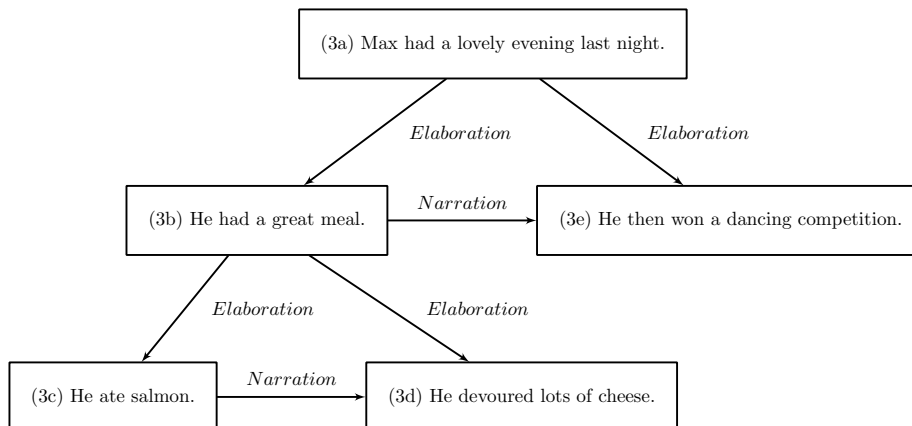 (3a) Max had a lovely evening last night.
Elaboration
Elaboration
(3b) He had a great meal.
Narration
(3e) He then won a dancing competition.
Elaboration
Elaboration
(3c) He ate salmon.
Narration
(3d) He devoured lots of cheese.